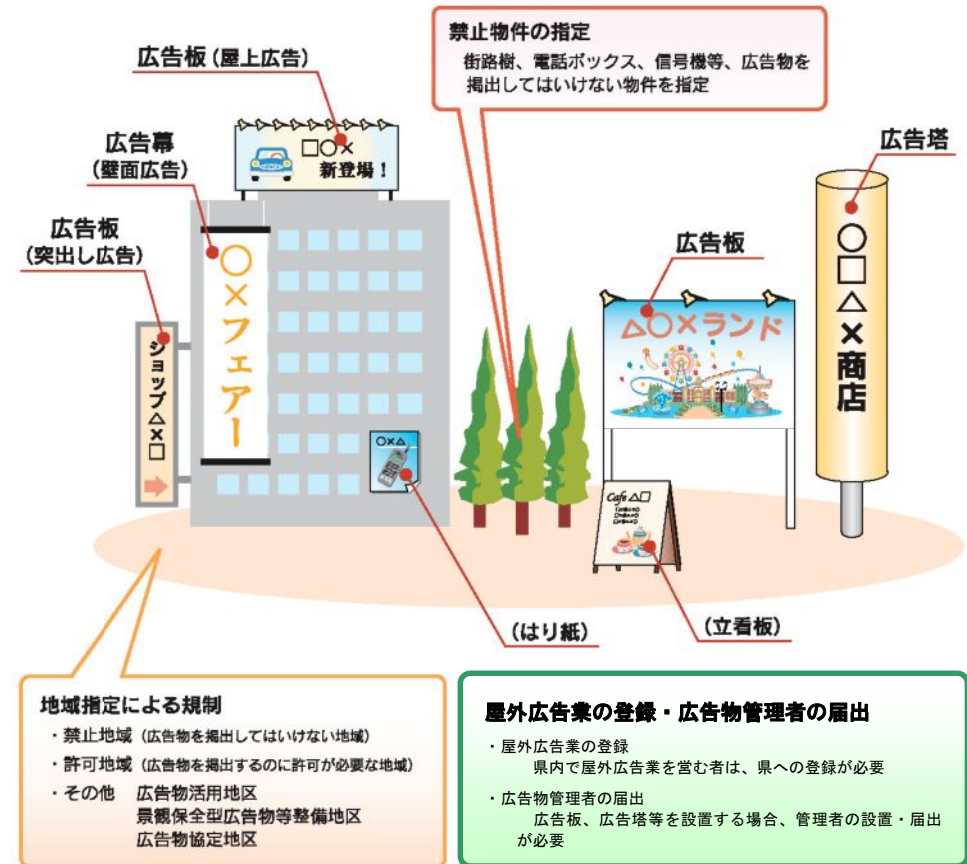 禁止物件の指定
街路樹、電話ボックス、信号機等、広告物を
掲出してはいけない物件を指定
広告板(屋上広告)
□○×
新登場！
広告幕
(壁面広告)
広告板
(突出し広告)
ショップ△×□
○×フェアー
○×△
広告板
△○×ランド
広告塔
○□△×商店
Cafe △□
(はり紙)
(立看板)
地域指定による規制
・禁止地域(広告物を掲出してはいけない地域)
・許可地域(広告物を掲出するのに許可が必要な地域)
・その他 広告物活用地区
景観保全型広告物等整備地区
広告物協定地区
屋外広告業の登録・広告物管理者の届出
・屋外広告業の登録
県内で屋外広告業を営む者は、県への登録が必要
・広告物管理者の届出
広告板、広告塔等を設置する場合、管理者の設置・届出
が必要